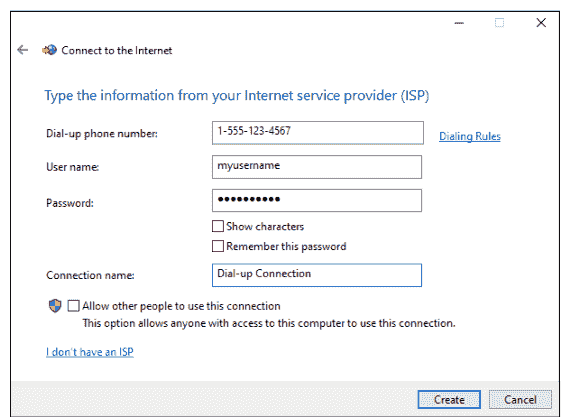 Connect to the Internet
Type the information from your Internet service provider (ISP)
Dial-up phone number: 1-555-123-4567 Dialing Rules
User name: myusername
Password: ●●●●●●●●●●
Show characters
Remember this password
Connection name: Dial-up Connection
Allow other people to use this connection
This option allows anyone with access to this computer to use this connection.
I don't have an ISP
Create Cancel